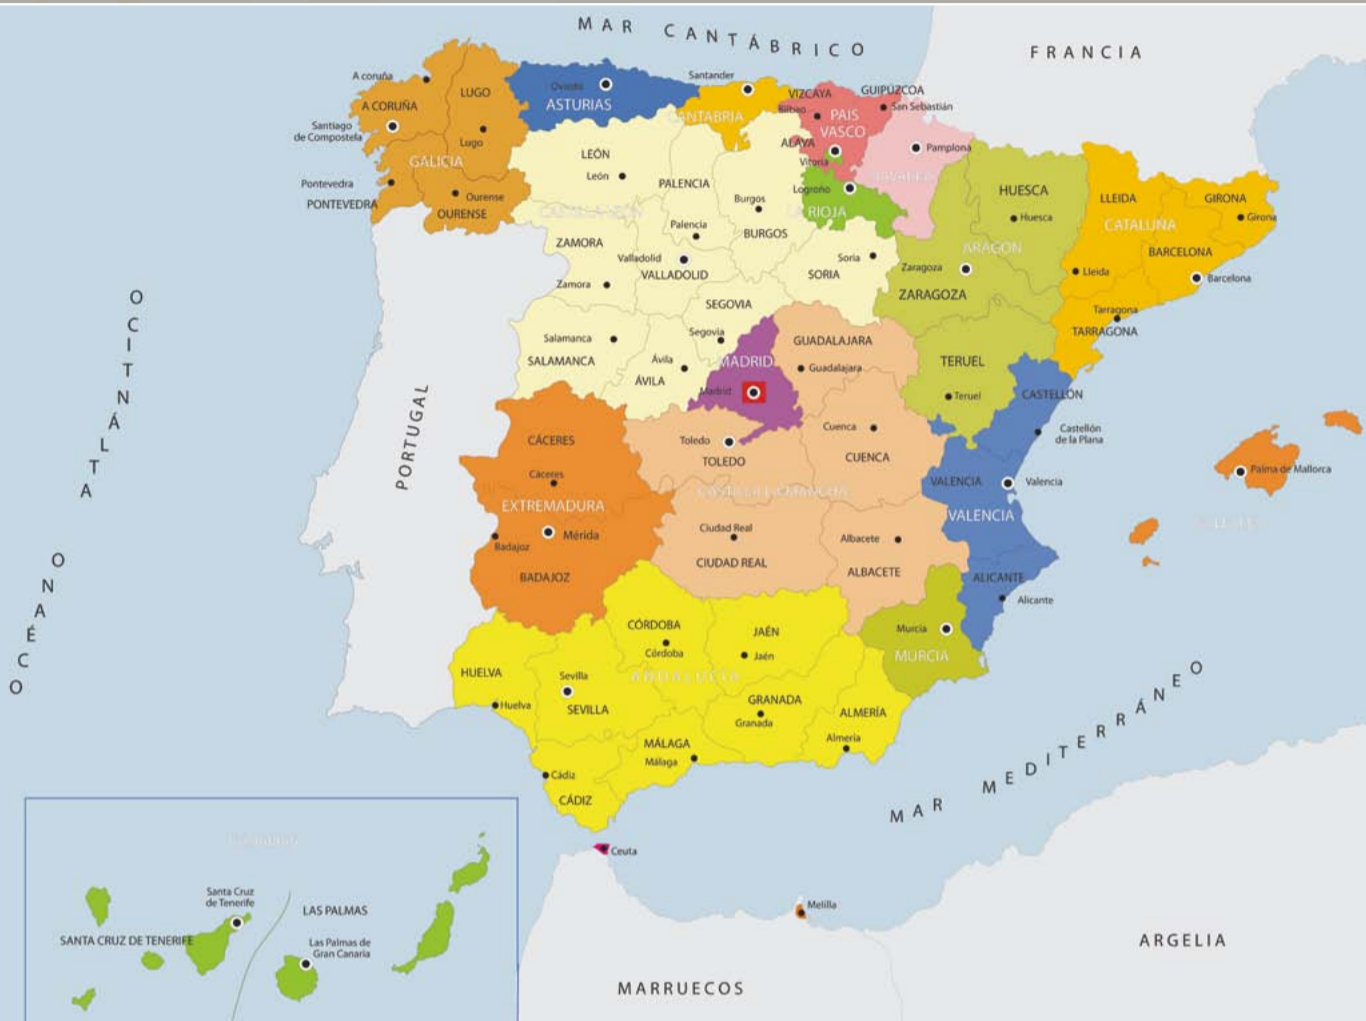 MAR CANTÁBRICO
FRANCIA
A coruña
A CORUÑA
LUGO
Lugo
Santiago
de Compostela
GALICIA
Pontevedra
PONTEVEDRA
Ourense
OURENSE
Oviedo
ASTURIAS
Santander
CANTABRIA
VIZCAYA
Bilbao
GUIPÚZCOA
San Sebastián
PAIS
VASCO
ALAVA
Vitoria
Pamplona
NAVARRA
Logroño
LA RIOJA
LEÓN
León
PALENCIA
Palencia
Burgos
BURGOS
CASTILLA LEÓN
ZAMORA
Zamora
Valladolid
VALLADOLID
Soria
SORIA
SEGOVIA
Segovia
Salamanca
SALAMANCA
Ávila
ÁVILA
HUESCA
Huesca
ARAGÓN
Zaragoza
ZARAGOZA
TERUEL
Teruel
LLEIDA
Lleida
GIRONA
Girona
CATALUÑA
BARCELONA
Barcelona
Tarragona
TARRAGONA
MADRID
Madrid
GUADALAJARA
Guadalajara
Toledo
TOLEDO
Cuenca
CUENCA
CASTILLA LA MANCHA
Ciudad Real
CIUDAD REAL
Albacete
ALBACETE
CASTELLÓN
Castellón
de la Plana
VALENCIA
Valencia
VALENCIA
ALICANTE
Alicante
Palma de Mallorca
CÁCERES
Cáceres
EXTREMADURA
Mérida
Badajoz
BADAJOZ
PORTUGAL
OCÉANO ATLÁNTICO
Murcia
MURCIA
CÓRDOBA
Córdoba
JAÉN
Jaén
HUELVA
Huelva
Sevilla
SEVILLA
ANDALUCÍA
GRANADA
Granada
ALMERÍA
Almería
MÁLAGA
Málaga
Cádiz
CÁDIZ
MAR MEDITERRÁNEO
Ceuta
Melilla
Santa Cruz
de Tenerife
SANTA CRUZ DE TENERIFE
LAS PALMAS
Las Palmas de
Gran Canaria
MARRUECOS
ARGELIA